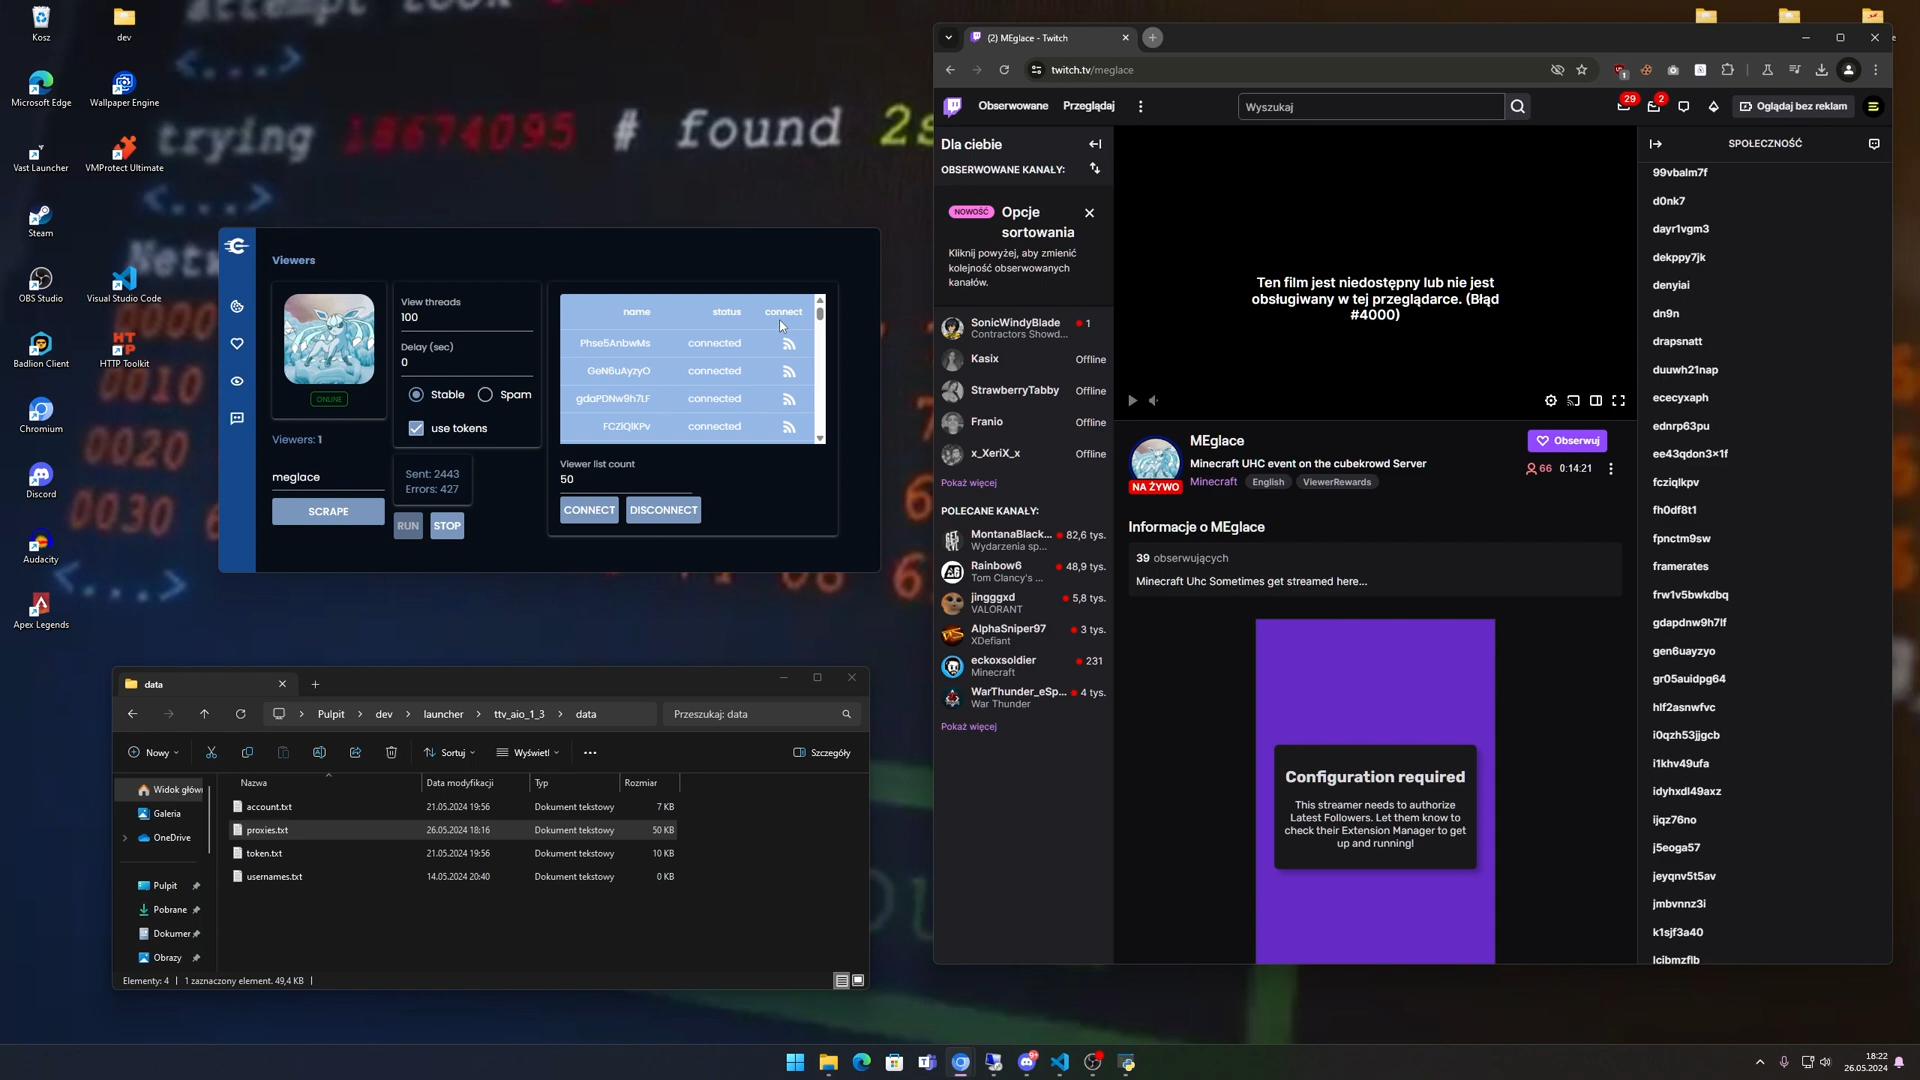 attempt took
<...>
trying 18674095 # found 2s
<...>
<...>
Kosz
dev
Microsoft Edge
Wallpaper Engine
Vast Launcher
VMProtect Ultimate
Steam
OBS Studio
Visual Studio Code
Badlion Client
HTTP Toolkit
Chromium
Discord
Audacity
Apex Legends
0010
0020
0030
Viewers
View threads
100
Delay (sec)
0
Stable
Spam
use tokens
ONLINE
Viewers: 1
meglace
SCRAPE
Sent: 2443
Errors: 427
RUN
STOP
name status connect
Phse5AnbwMs connected
GeN6uAyzyO connected
gdaPDNw9h7LF connected
FCZiQlKPv connected
Viewer list count
50
CONNECT
DISCONNECT
data
Pulpit > dev > launcher > ttv_aio_1_3 > data
Przeszukaj: data
Nowy
Sortuj
Wyświetl
Szczegóły
Nazwa Data modyfikacji Typ Rozmiar
account.txt 21.05.2024 19:56 Dokument tekstowy 7 KB
proxies.txt 26.05.2024 18:16 Dokument tekstowy 50 KB
token.txt 21.05.2024 19:56 Dokument tekstowy 10 KB
usernames.txt 14.05.2024 20:40 Dokument tekstowy 0 KB
Widok główn
Galeria
OneDrive
Pulpit
Pobrane
Dokumer
Obrazy
Elementy: 4 | 1 zaznaczony element. 49,4 KB |
(2) MEglace - Twitch
twitch.tv/meglace
Obserwowane
Przeglądaj
Wyszukaj
29
2
Oglądaj bez reklam
Dla ciebie
OBSERWOWANE KANAŁY:
NOWOŚĆ
Opcje
sortowania
Kliknij powyżej, aby zmienić
kolejność obserwowanych
kanałów.
SonicWindyBlade 1
Contractors Showd...
Kasix Offline
StrawberryTabby Offline
Franio Offline
x_XeriX_x Offline
Pokaż więcej
POLECANE KANAŁY:
MontanaBlack... 82,6 tys.
Wydarzenia sp...
Rainbow6 48,9 tys.
Tom Clancy's ...
jingggxd 5,8 tys.
VALORANT
AlphaSniper97 3 tys.
XDefiant
eckoxsoldier 231
Minecraft
WarThunder_eSp... 4 tys.
War Thunder
Pokaż więcej
Ten film jest niedostępny lub nie jest
obsługiwany w tej przeglądarce. (Błąd
#4000)
MEglace
Obserwuj
Minecraft UHC event on the cubekrowd Server
66 0:14:21
NA ŻYWO
Minecraft English ViewerRewards
Informacje o MEglace
39 obserwujących
Minecraft Uhc Sometimes get streamed here...
Configuration required
This streamer needs to authorize
Latest Followers. Let them know to
check their Extension Manager to get
up and running!
SPOŁECZNOŚĆ
99vbalm7f
d0nk7
dayr1vgm3
dekppy7jk
denyiai
dn9n
drapsnatt
duuwh21nap
ececyxaph
ednrp63pu
ee43qdon3x1f
fcziqlkpv
fh0df8t1
fpnctm9sw
framerates
frw1v5bwkdbq
gdapdnw9h7lf
gen6uayzyo
gr05auidpg64
hlf2asnwfvc
i0qzh53jjgcb
i1khv49ufa
idyhxdl49axz
ijqz76no
j5eoga57
jeyqnv5t5av
jmbvnnz3i
k1sjf3a40
lcibmzflb
18:22
26.05.2024